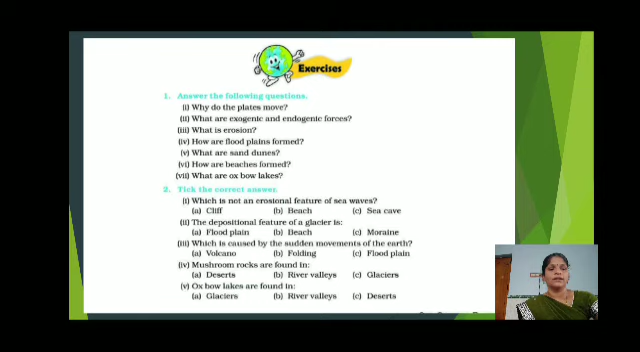 Exercises
1. Answer the following questions.
(i) Why do the plates move?
(ii) What are exogenic and endogenic forces?
(iii) What is erosion?
(iv) How are flood plains formed?
(v) What are sand dunes?
(vi) How are beaches formed?
(vii) What are ox bow lakes?
2. Tick the correct answer.
(i) Which is not an erosional feature of sea waves?
(a) Cliff (b) Beach (c) Sea cave
(ii) The depositional feature of a glacier is:
(a) Flood plain (b) Beach (c) Moraine
(iii) Which is caused by the sudden movements of the earth?
(a) Volcano (b) Folding (c) Flood plain
(iv) Mushroom rocks are found in:
(a) Deserts (b) River valleys (c) Glaciers
(v) Ox bow lakes are found in:
(a) Glaciers (b) River valleys (c) Deserts